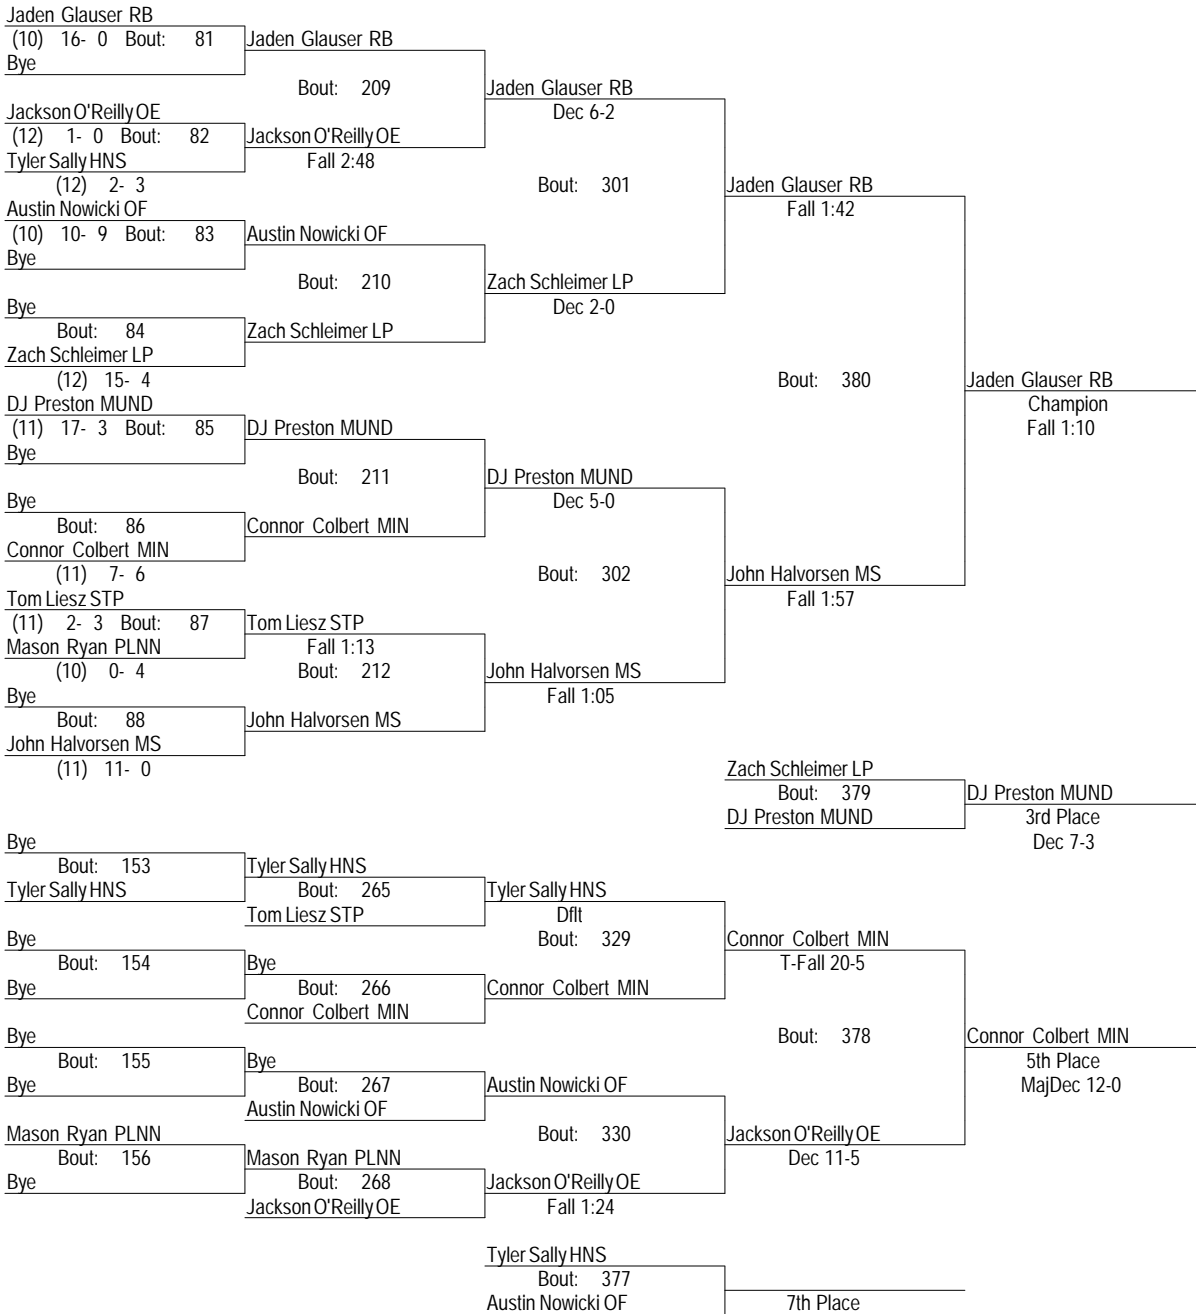 Jaden Glauser RB
(10) 16- 0 Bout: 81 Jaden Glauser RB
Bye
Bout: 209 Jaden Glauser RB
Jackson O'Reilly OE Dec 6-2
(12) 1- 0 Bout: 82 Jackson O'Reilly OE
Tyler Sally HNS Fall 2:48
(12) 2- 3 Bout: 301 Jaden Glauser RB
Austin Nowicki OF Fall 1:42
(10) 10- 9 Bout: 83 Austin Nowicki OF
Bye
Bout: 210 Zach Schleimer LP
Bye Dec 2-0
Bout: 84 Zach Schleimer LP
Zach Schleimer LP
(12) 15- 4 Bout: 380 Jaden Glauser RB
DJ Preston MUND Champion
(11) 17- 3 Bout: 85 DJ Preston MUND Fall 1:10
Bye
Bout: 211 DJ Preston MUND
Bye Dec 5-0
Bout: 86 Connor Colbert MIN
Connor Colbert MIN
(11) 7- 6 Bout: 302 John Halvorsen MS
Tom Liesz STP Fall 1:57
(11) 2- 3 Bout: 87 Tom Liesz STP
Mason Ryan PLNN Fall 1:13
(10) 0- 4 Bout: 212 John Halvorsen MS
Bye Fall 1:05
Bout: 88 John Halvorsen MS
John Halvorsen MS
(11) 11- 0 Zach Schleimer LP
Bout: 379 DJ Preston MUND
DJ Preston MUND 3rd Place
Bye Dec 7-3
Bout: 153 Tyler Sally HNS
Tyler Sally HNS Bout: 265 Tyler Sally HNS
Tom Liesz STP Dflt
Bye Bout: 329 Connor Colbert MIN
Bout: 154 Bye T-Fall 20-5
Bye Bout: 266 Connor Colbert MIN
Connor Colbert MIN
Bye Bout: 378 Connor Colbert MIN
Bout: 155 Bye 5th Place
Bye Bout: 267 Austin Nowicki OF MajDec 12-0
Austin Nowicki OF
Mason Ryan PLNN Bout: 330 Jackson O'Reilly OE
Bout: 156 Mason Ryan PLNN Dec 11-5
Bye Bout: 268 Jackson O'Reilly OE
Jackson O'Reilly OE Fall 1:24
Tyler Sally HNS
Bout: 377
Austin Nowicki OF 7th Place